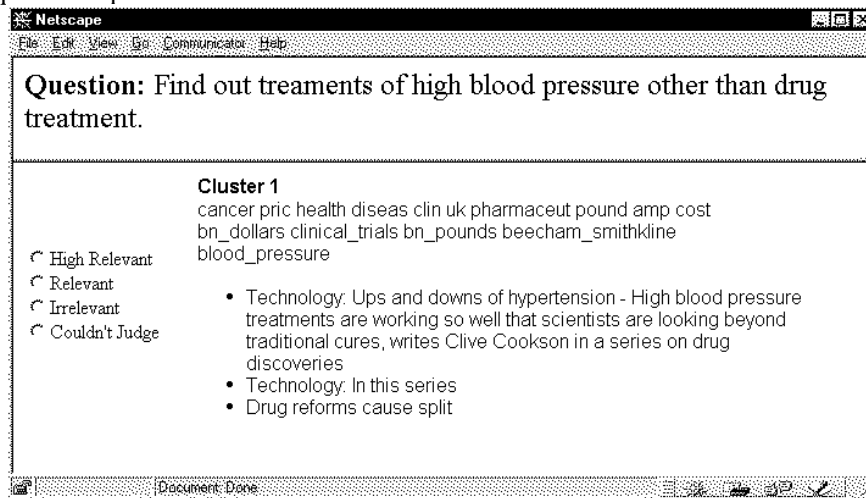 Netscape
File Edit View Go Communicator Help
Question: Find out treaments of high blood pressure other than drug
treatment.
Cluster 1
cancer pric health diseas clin uk pharmaceut pound amp cost
bn_dollars clinical_trials bn_pounds beecham_smithkline
blood_pressure
High Relevant
Relevant
Irrelevant
Couldn't Judge
• Technology: Ups and downs of hypertension - High blood pressure
treatments are working so well that scientists are looking beyond
traditional cures, writes Clive Cookson in a series on drug
discoveries
• Technology: In this series
• Drug reforms cause split
Document: Done